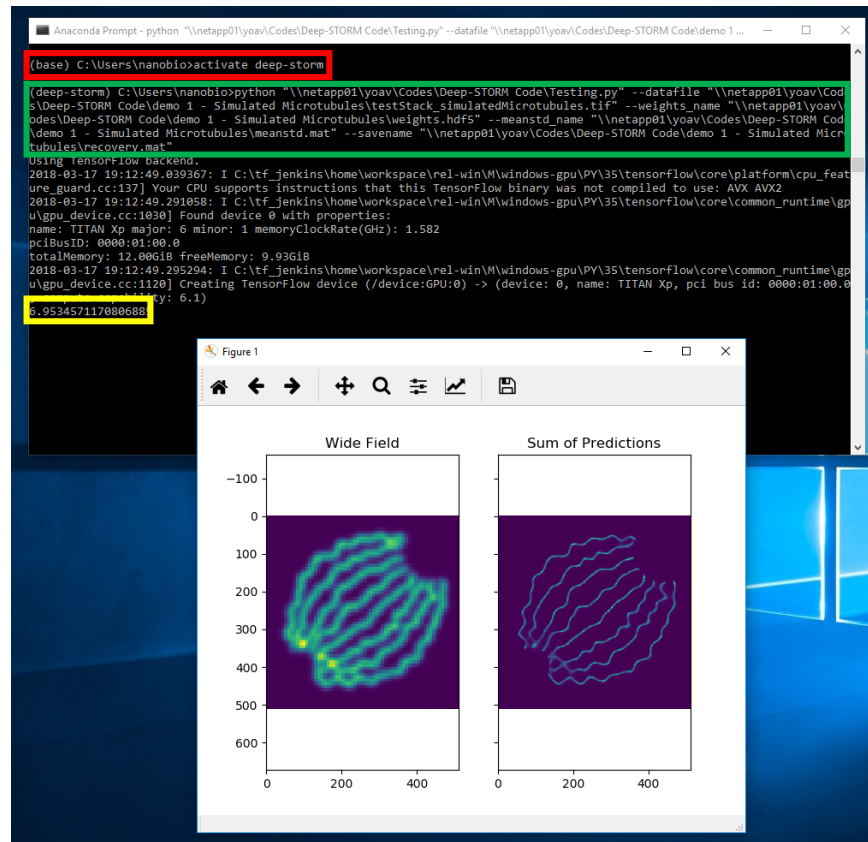 Anaconda Prompt - python "\\netapp01\yoav\Codes\Deep-STORM Code\Testing.py" --datafile "\\netapp01\yoav\Codes\Deep-STORM Code\demo 1 ...
(base) C:\Users\nanobio>activate deep-storm
(deep-storm) C:\Users\nanobio>python "\\netapp01\yoav\Codes\Deep-STORM Code\Testing.py" --datafile "\\netapp01\yoav\Cod
s\Deep-STORM Code\demo 1 - Simulated Microtubules\testStack_simulatedMicrotubules.tif" --weights_name "\\netapp01\yoav\
odes\Deep-STORM Code\demo 1 - Simulated Microtubules\weights.hdf5" --meanstd_name "\\netapp01\yoav\Codes\Deep-STORM Cod
\demo 1 - Simulated Microtubules\meanstd.mat" --savename "\\netapp01\yoav\Codes\Deep-STORM Code\demo 1 - Simulated Micr
tubules\recovery.mat"
Using TensorFlow backend.
2018-03-17 19:12:49.039367: I C:\tf_jenkins\home\workspace\rel-win\M\windows-gpu\PY\35\tensorflow\core\platform\cpu_feat
ure_guard.cc:137] Your CPU supports instructions that this TensorFlow binary was not compiled to use: AVX AVX2
2018-03-17 19:12:49.291058: I C:\tf_jenkins\home\workspace\rel-win\M\windows-gpu\PY\35\tensorflow\core\common_runtime\gp
u\gpu_device.cc:1030] Found device 0 with properties:
name: TITAN Xp major: 6 minor: 1 memoryClockRate(GHz): 1.582
pciBusID: 0000:01:00.0
totalMemory: 12.00GiB freeMemory: 9.93GiB
2018-03-17 19:12:49.295294: I C:\tf_jenkins\home\workspace\rel-win\M\windows-gpu\PY\35\tensorflow\core\common_runtime\gp
u\gpu_device.cc:1120] Creating TensorFlow device (/device:GPU:0) -> (device: 0, name: TITAN Xp, pci bus id: 0000:01:00.0
, compute capability: 6.1)
6.953457117080688
Figure 1
Wide Field
Sum of Predictions
−100
0
100
200
300
400
500
600
0 200 400
0 200 400